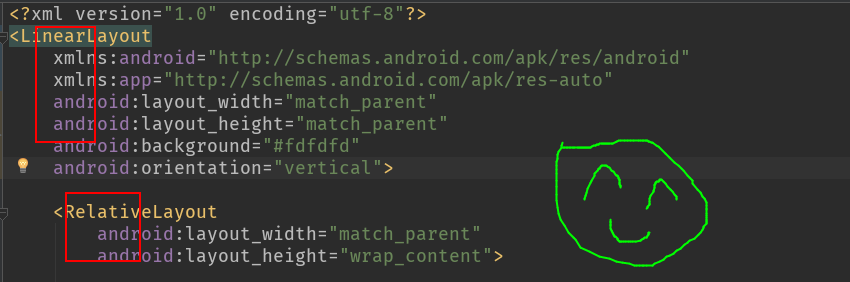 <?xml version="1.0" encoding="utf-8"?>
<LinearLayout
xmlns:android="http://schemas.android.com/apk/res/android"
xmlns:app="http://schemas.android.com/apk/res-auto"
android:layout_width="match_parent"
android:layout_height="match_parent"
android:background="#fdfdfd"
android:orientation="vertical">
<RelativeLayout
android:layout_width="match_parent"
android:layout_height="wrap_content">